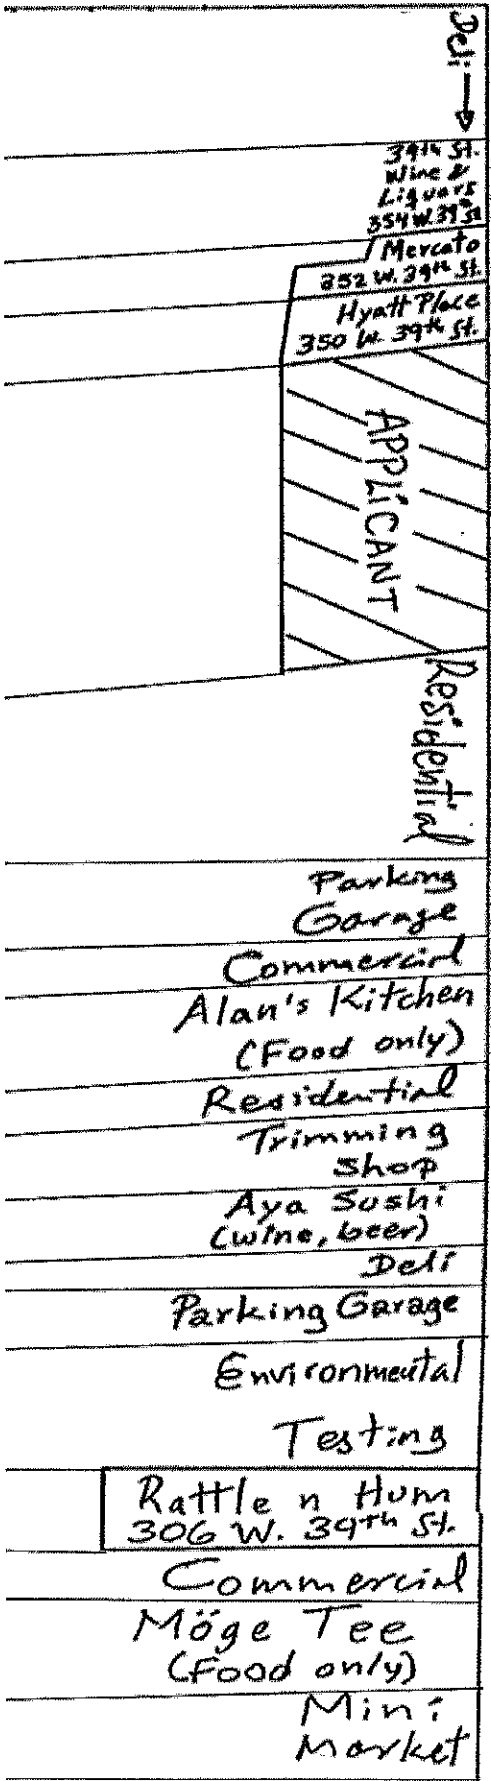 Deli
39th St.
Wine &
Liquors
354 W. 39th St
Mercato
352 W. 39th St.
Hyatt Place
350 W. 39th St.
APPLICANT
Residential
Parking
Garage
Commercial
Alan's Kitchen
(Food only)
Residential
Trimming
Shop
Aya Sushi
(wine, beer)
Deli
Parking Garage
Environmental
Testing
Rattle n Hum
306 W. 39th St.
Commercial
Möge Tee
(Food only)
Mini
Market